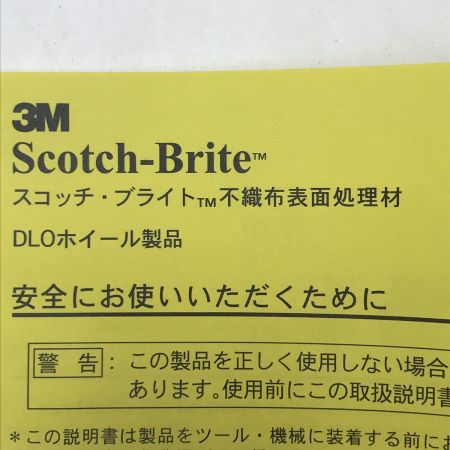 3M
Scotch-Brite™
スコッチ・ブライト™不織布表面処理材
DLOホイール製品
安全にお使いいただくために
警 告 : この製品を正しく使用しない場合
あります。使用前にこの取扱説明書
*この説明書は製品をツール・機械に装着する前に